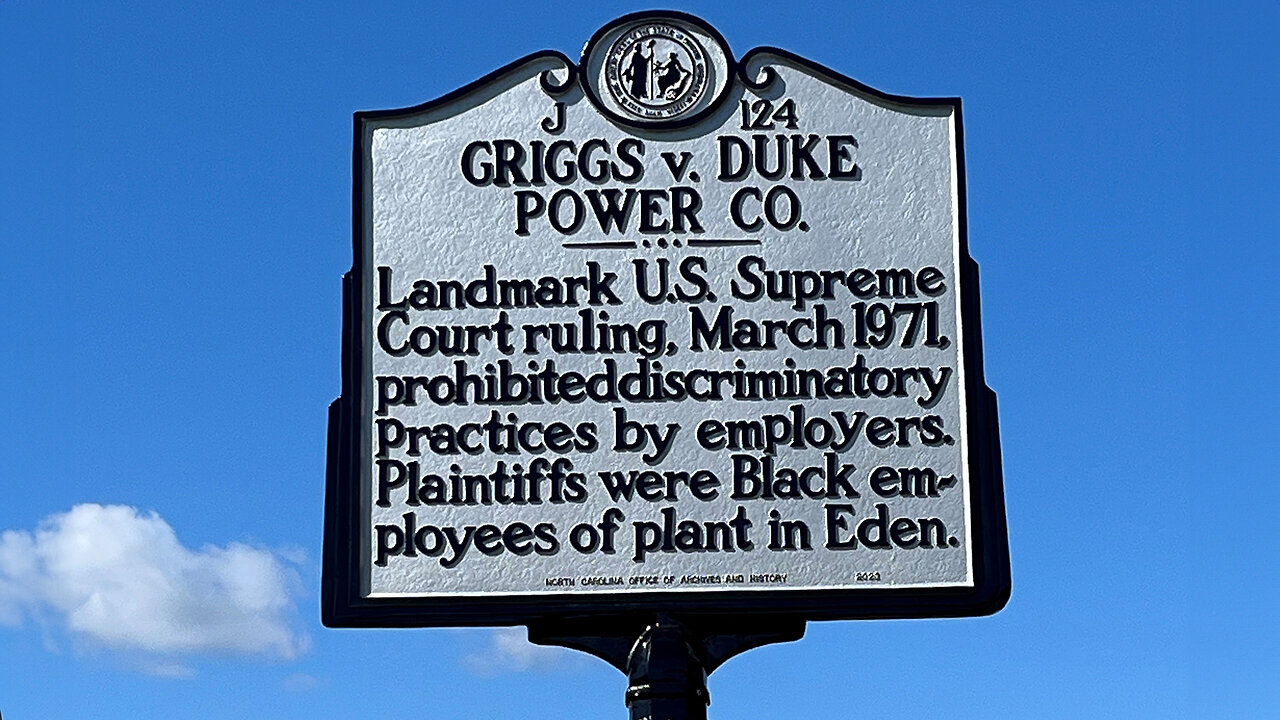 J 124
GRIGGS v. DUKE
POWER CO.
Landmark U.S. Supreme
Court ruling, March 1971,
prohibited discriminatory
practices by employers.
Plaintiffs were Black em-
ployees of plant in Eden.
NORTH CAROLINA OFFICE OF ARCHIVES AND HISTORY 2023